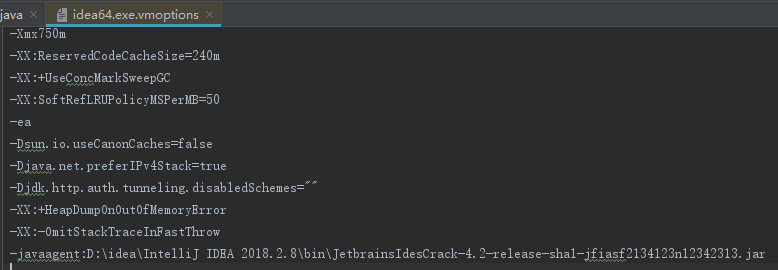 java
idea64.exe.vmoptions
-Xmx750m
-XX:ReservedCodeCacheSize=240m
-XX:+UseConcMarkSweepGC
-XX:SoftRefLRUPolicyMSPerMB=50
-ea
-Dsun.io.useCanonCaches=false
-Djava.net.preferIPv4Stack=true
-Djdk.http.auth.tunneling.disabledSchemes=""
-XX:+HeapDumpOnOutOfMemoryError
-XX:-OmitStackTraceInFastThrow
-javaagent:D:\idea\IntelliJ IDEA 2018.2.8\bin\JetbrainsIdesCrack-4.2-release-sha1-jfiasf2134123n12342313.jar